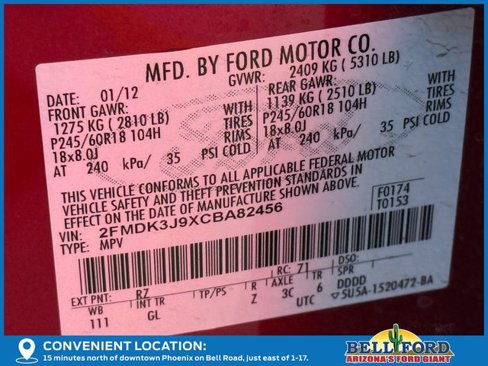 MFD. BY FORD MOTOR CO.
DATE: 01/12 GVWR: 2409 KG ( 5310 LB)
FRONT GAWR: REAR GAWR:
1275 KG ( 2810 LB) WITH 1139 KG ( 2510 LB) WITH
P245/60R18 104H TIRES P245/60R18 104H TIRES
18x8.0J RIMS 18x8.0J RIMS
AT 240 kPa/ 35 PSI COLD AT 240 kPa/ 35 PSI COLD
THIS VEHICLE CONFORMS TO ALL APPLICABLE FEDERAL MOTOR
VEHICLE SAFETY AND THEFT PREVENTION STANDARDS IN
EFFECT ON THE DATE OF MANUFACTURE SHOWN ABOVE.
VIN: 2FMDK3J9XCBA82456 F0174
TYPE: MPV T0153
EXT PNT: R7 RC: 71 DSO:
WB INT TR TP/PS R AXLE TR SPR
111 GL Z 3C 6 DDDD
UTC 5U5A-1520472-BA
CONVENIENT LOCATION:
15 minutes north of downtown Phoenix on Bell Road, just east of 1-17.
BELL FORD
ARIZONA'S FORD GIANT